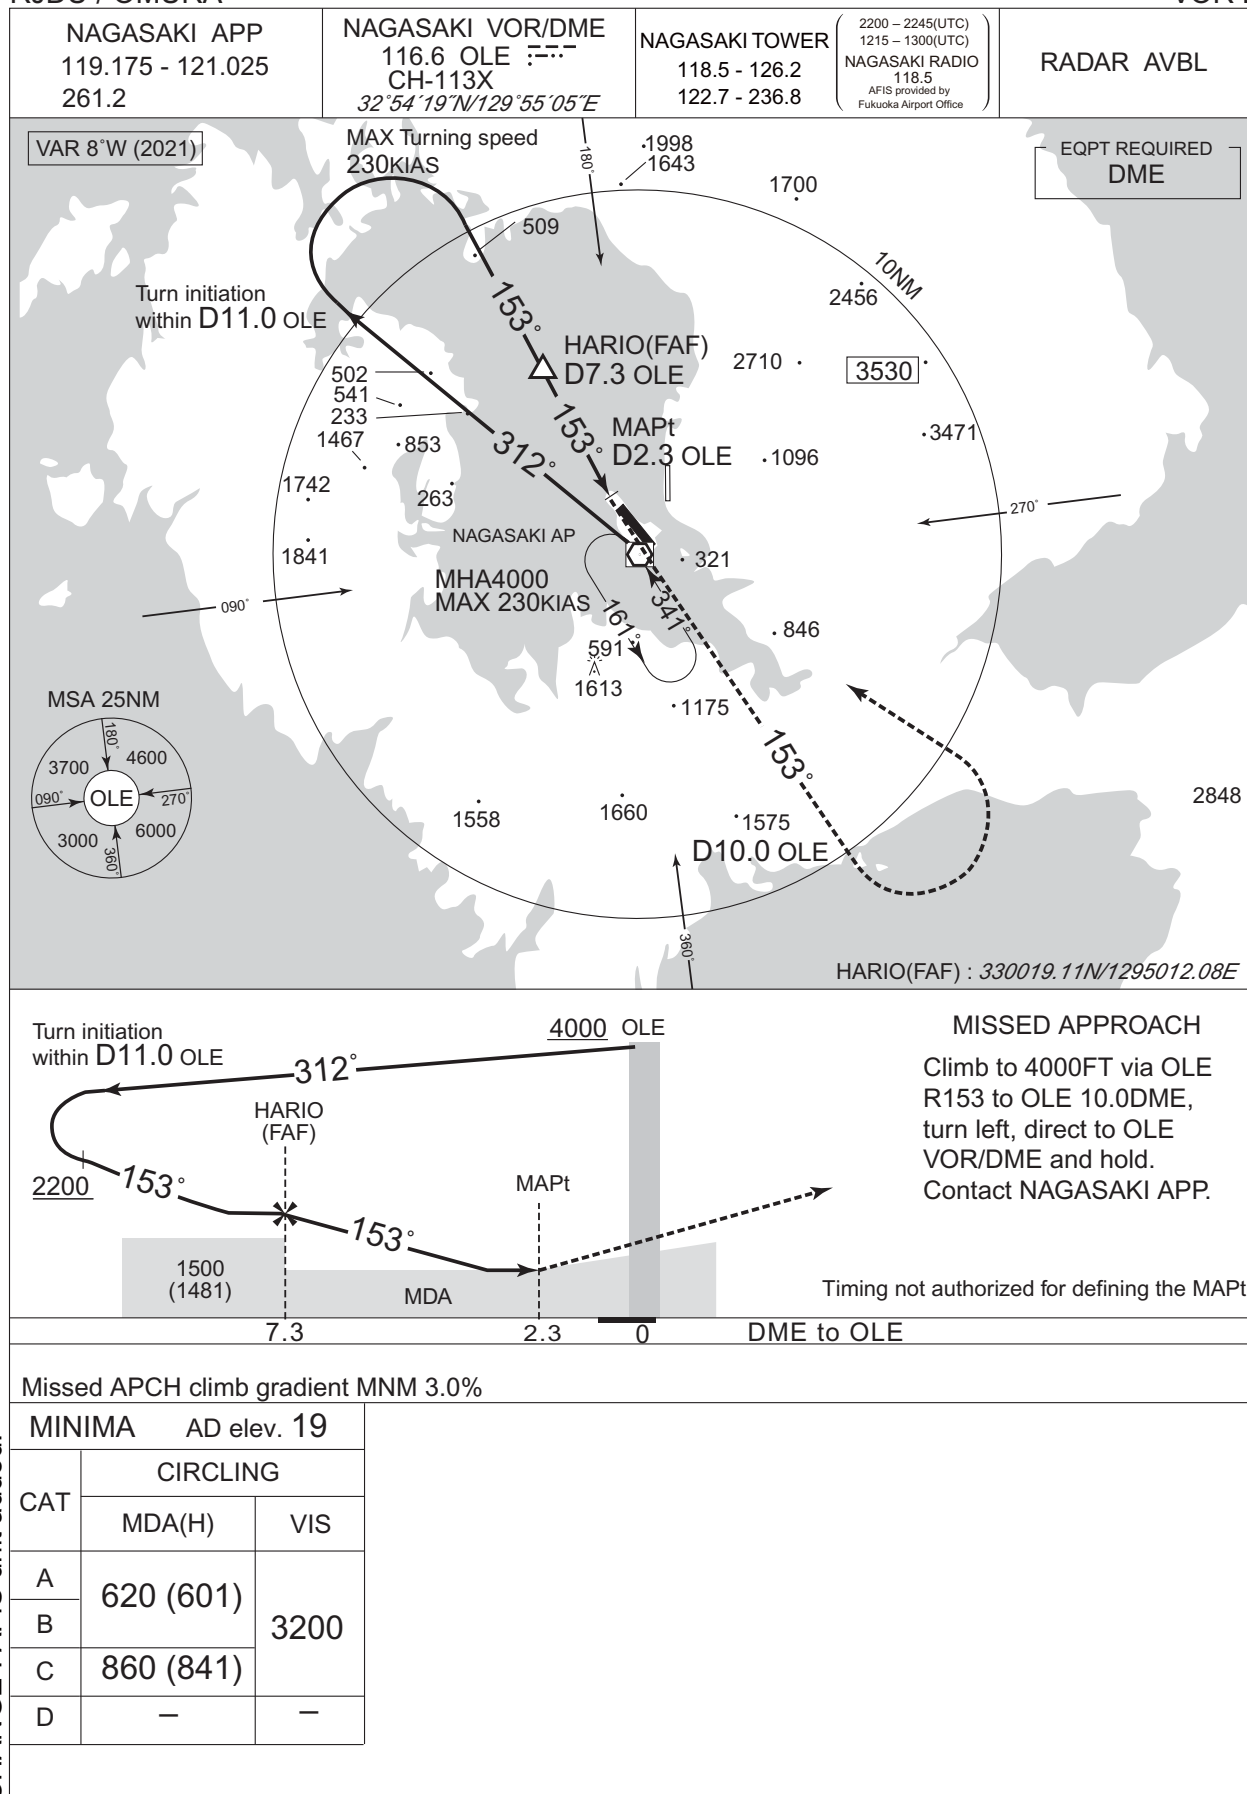 NAGASAKI APP
119.175 - 121.025
261.2
NAGASAKI VOR/DME
116.6 OLE
CH-113X
32°54´19˝N/129°55´05˝E
NAGASAKI TOWER
118.5 - 126.2
122.7 - 236.8
2200 – 2245(UTC)
1215 – 1300(UTC)
NAGASAKI RADIO
118.5
AFIS provided by
Fukuoka Airport Office
RADAR AVBL
VAR 8°W (2021)
MAX Turning speed
230KIAS
180°
1998
1643
1700
EQPT REQUIRED
DME
509
10NM
2456
Turn initiation
within D11.0 OLE
153°
HARIO(FAF)
D7.3 OLE
2710
3530
502
541
233
1467
853
153°
MAPt
D2.3 OLE
3471
1096
312°
1742
263
270°
NAGASAKI AP
1841
321
MHA4000
MAX 230KIAS
090°
161°
341°
846
591
1613
1175
MSA 25NM
180°
3700
4600
090°
OLE
270°
3000
6000
360°
153°
2848
1558
1660
1575
D10.0 OLE
360°
HARIO(FAF) : 330019.11N/1295012.08E
Turn initiation
within D11.0 OLE
4000 OLE
312°
HARIO
(FAF)
2200
153°
MAPt
153°
1500
(1481)
MDA
MISSED APPROACH
Climb to 4000FT via OLE
R153 to OLE 10.0DME,
turn left, direct to OLE
VOR/DME and hold.
Contact NAGASAKI APP.
Timing not authorized for defining the MAPt
7.3 2.3 0 DME to OLE
Missed APCH climb gradient MNM 3.0%
MINIMA AD elev. 19
CAT
CIRCLING
MDA(H) VIS
A
620 (601)
B
3200
C 860 (841)
D – –